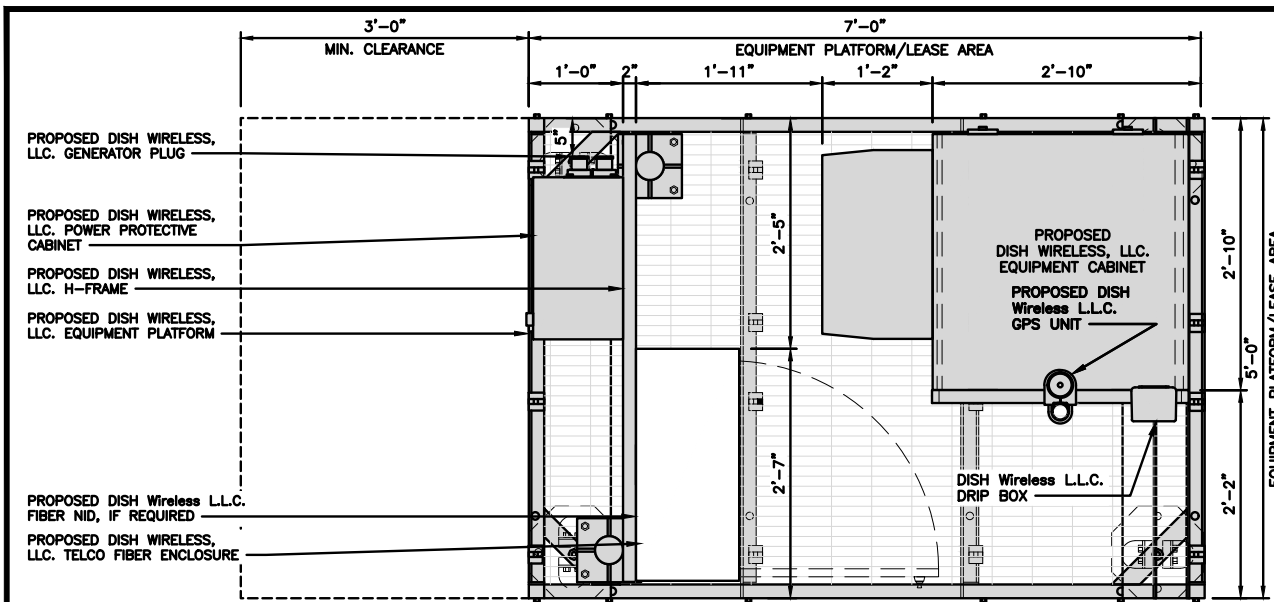 3'-0"
7'-0"
MIN. CLEARANCE
EQUIPMENT PLATFORM/LEASE AREA
1'-0"
2"
1'-11"
1'-2"
2'-10"
PROPOSED DISH WIRELESS,
LLC. GENERATOR PLUG
5"
PROPOSED DISH WIRELESS,
LLC. POWER PROTECTIVE
CABINET
PROPOSED DISH WIRELESS,
LLC. H-FRAME
PROPOSED DISH WIRELESS,
LLC. EQUIPMENT PLATFORM
2'-5"
PROPOSED
DISH WIRELESS, LLC.
EQUIPMENT CABINET
PROPOSED DISH
Wireless L.L.C.
GPS UNIT
2'-10"
5'-0"
EQUIPMENT PLATFORM/LEASE AREA
2'-7"
DISH Wireless L.L.C.
DRIP BOX
2'-2"
PROPOSED DISH Wireless L.L.C.
FIBER NID, IF REQUIRED
PROPOSED DISH WIRELESS,
LLC. TELCO FIBER ENCLOSURE